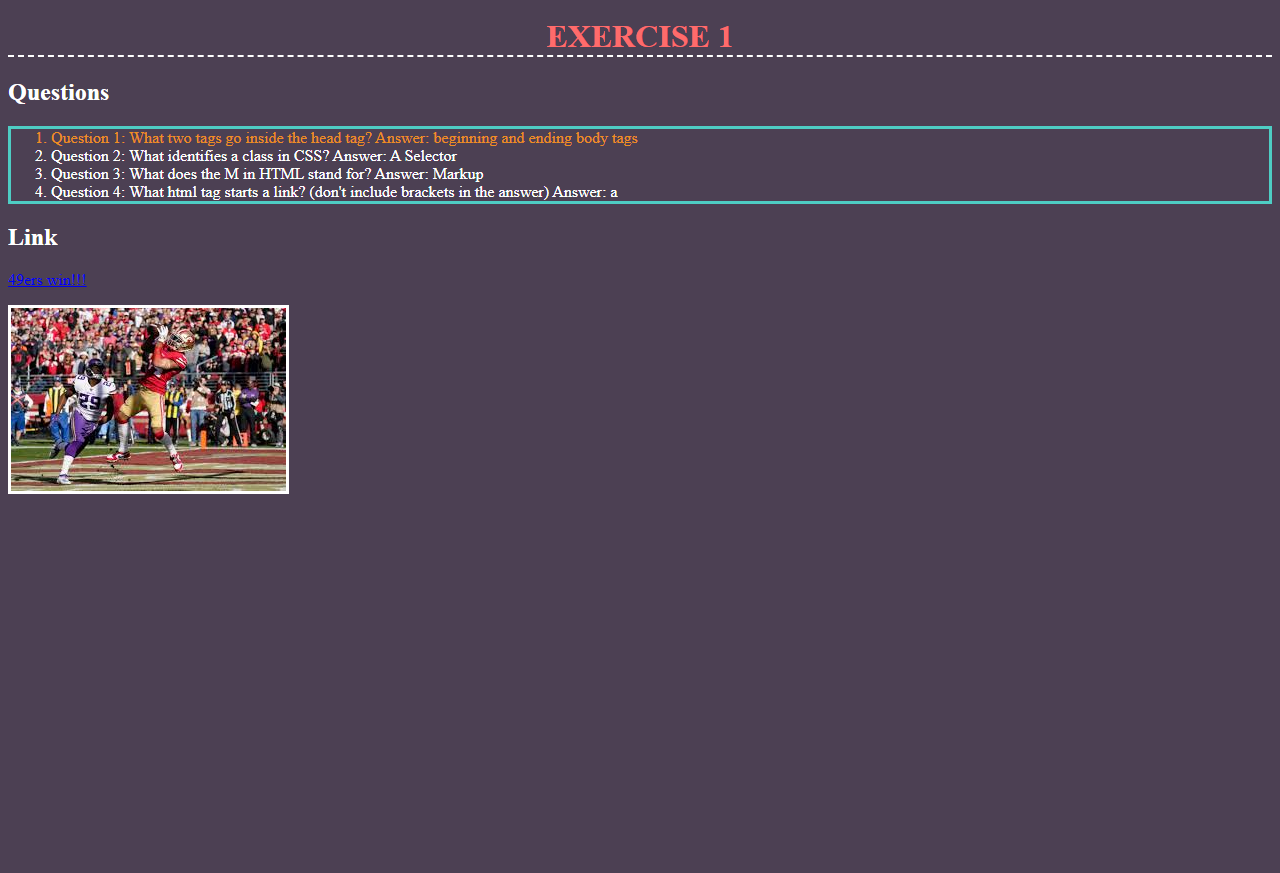 EXERCISE 1
Questions
1. Question 1: What two tags go inside the head tag? Answer: beginning and ending body tags
2. Question 2: What identifies a class in CSS? Answer: A Selector
3. Question 3: What does the M in HTML stand for? Answer: Markup
4. Question 4: What html tag starts a link? (don't include brackets in the answer) Answer: a
Link
49ers win!!!
29